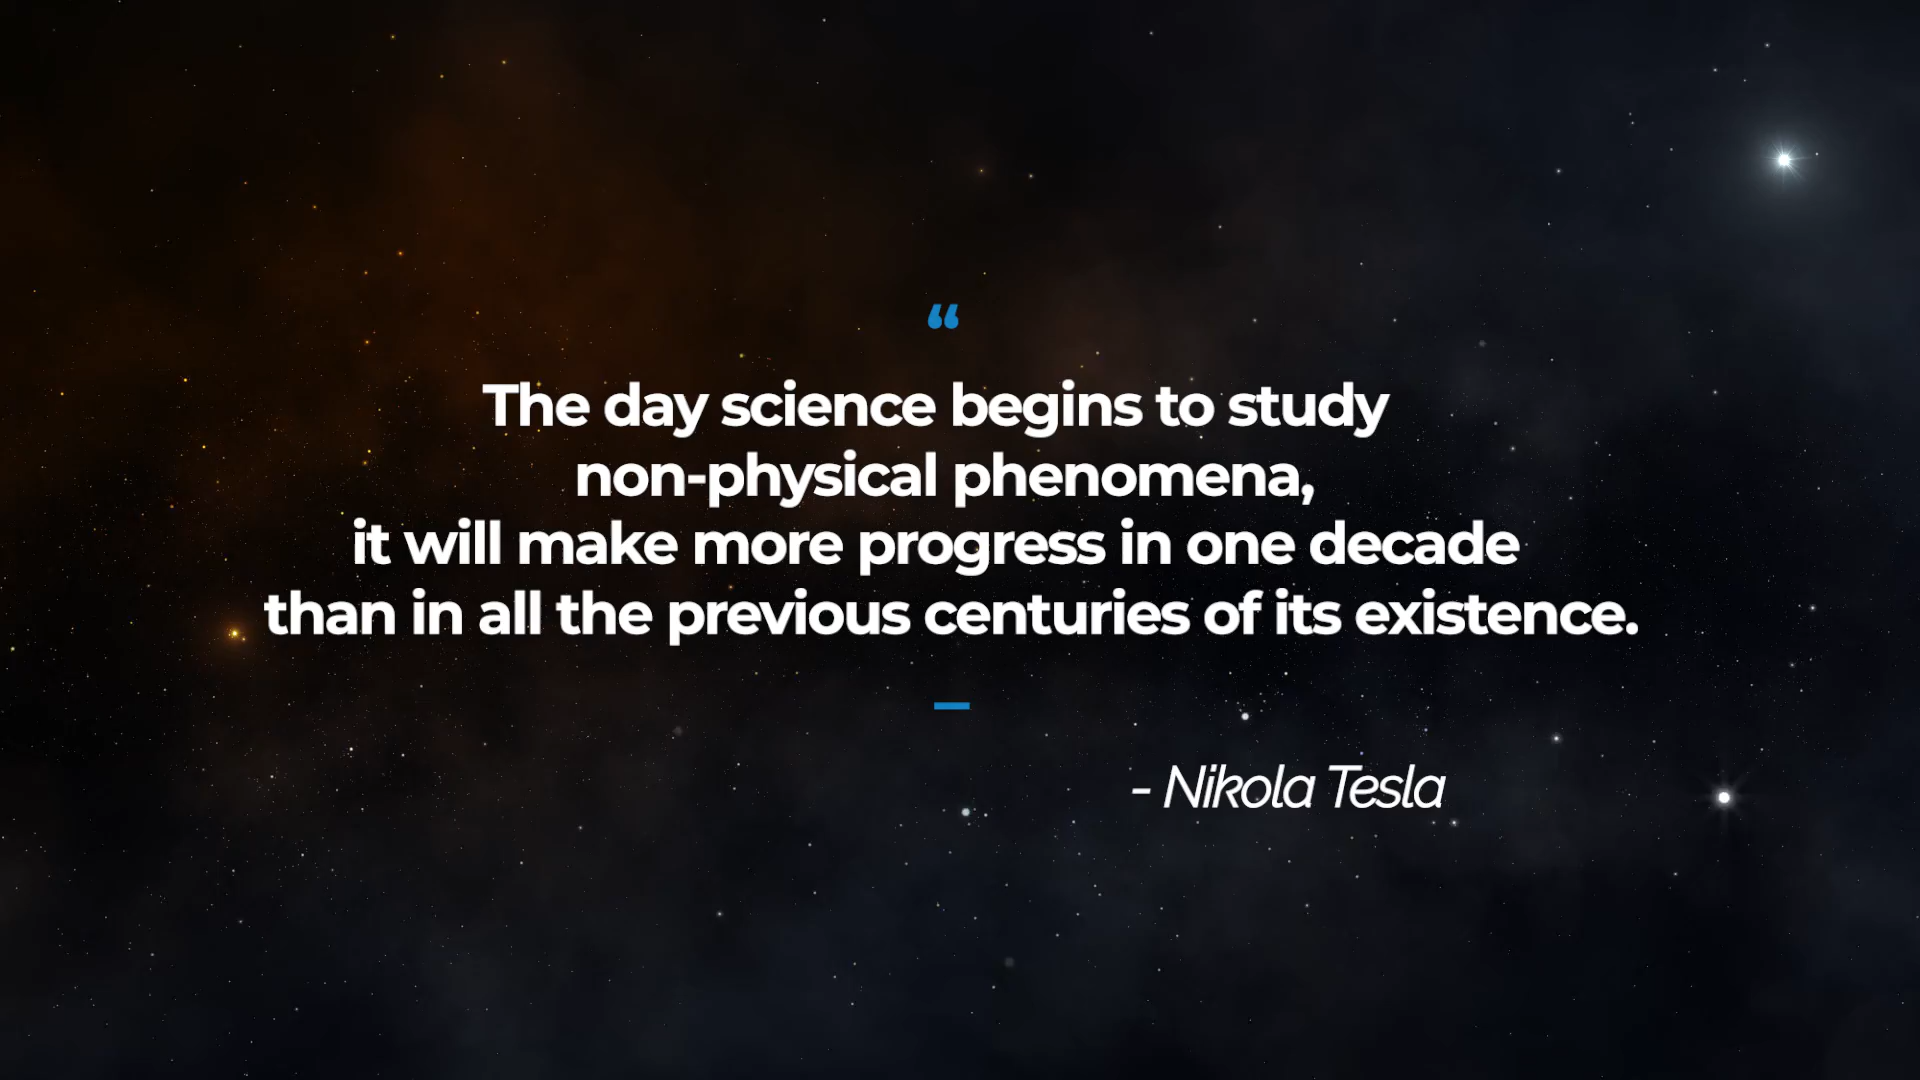 “
The day science begins to study
non-physical phenomena,
it will make more progress in one decade
than in all the previous centuries of its existence.
- Nikola Tesla